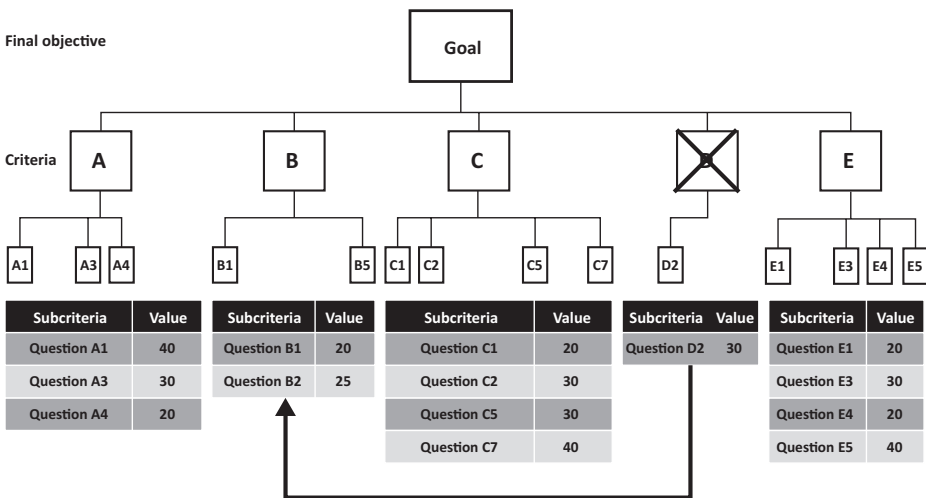 Final objective
Goal
Criteria
A
B
C
D
E
A1
A3
A4
B1
B5
C1
C2
C5
C7
D2
E1
E3
E4
E5
Subcriteria Value
Question A1 40
Question A3 30
Question A4 20
Subcriteria Value
Question B1 20
Question B2 25
Subcriteria Value
Question C1 20
Question C2 30
Question C5 30
Question C7 40
Subcriteria Value
Question D2 30
Subcriteria Value
Question E1 20
Question E3 30
Question E4 20
Question E5 40